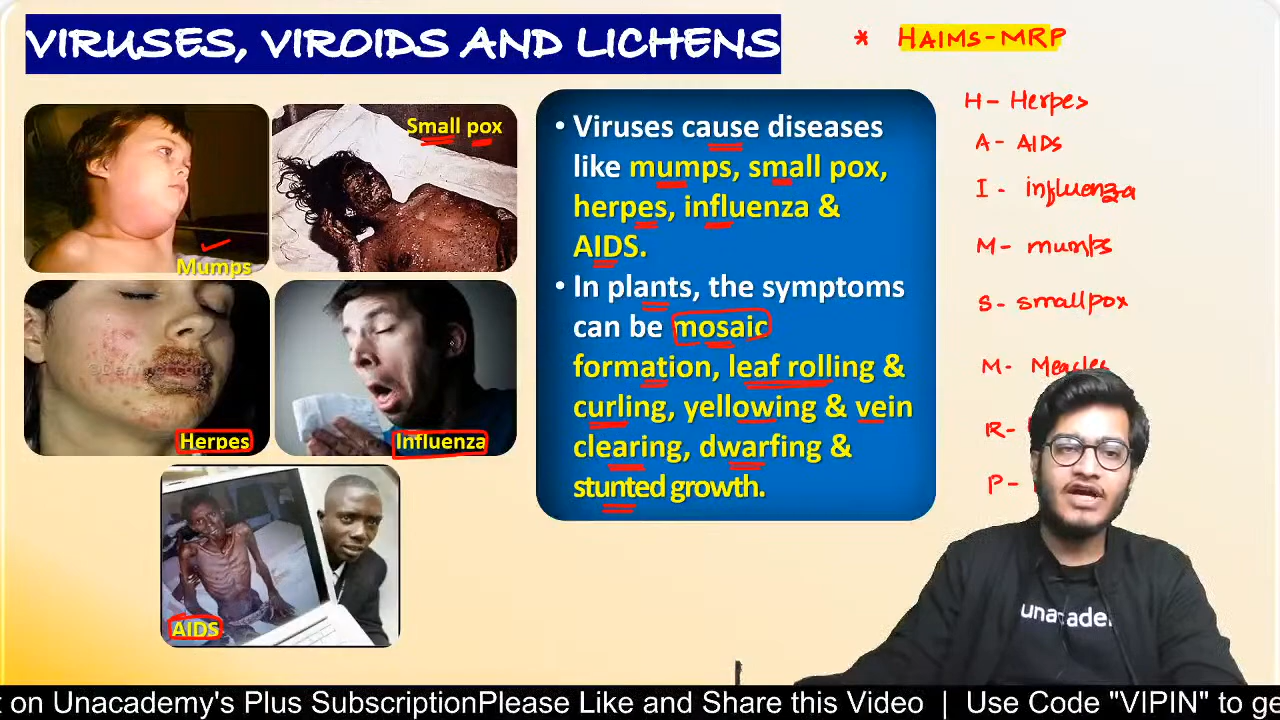 VIRUSES, VIROIDS AND LICHENS
* HAIMS-MRP
Small pox
Mumps
Herpes
Influenza
AIDS
• Viruses cause diseases
like mumps, small pox,
herpes, influenza &
AIDS.
• In plants, the symptoms
can be mosaic
formation, leaf rolling &
curling, yellowing & vein
clearing, dwarfing &
stunted growth.
H- Herpes
A- AIDS
I- influenza
M- mumps
S- smallpox
M- Measles
R-
P-
unacade
on Unacademy's Plus SubscriptionPlease Like and Share this Video | Use Code "VIPIN" to ge